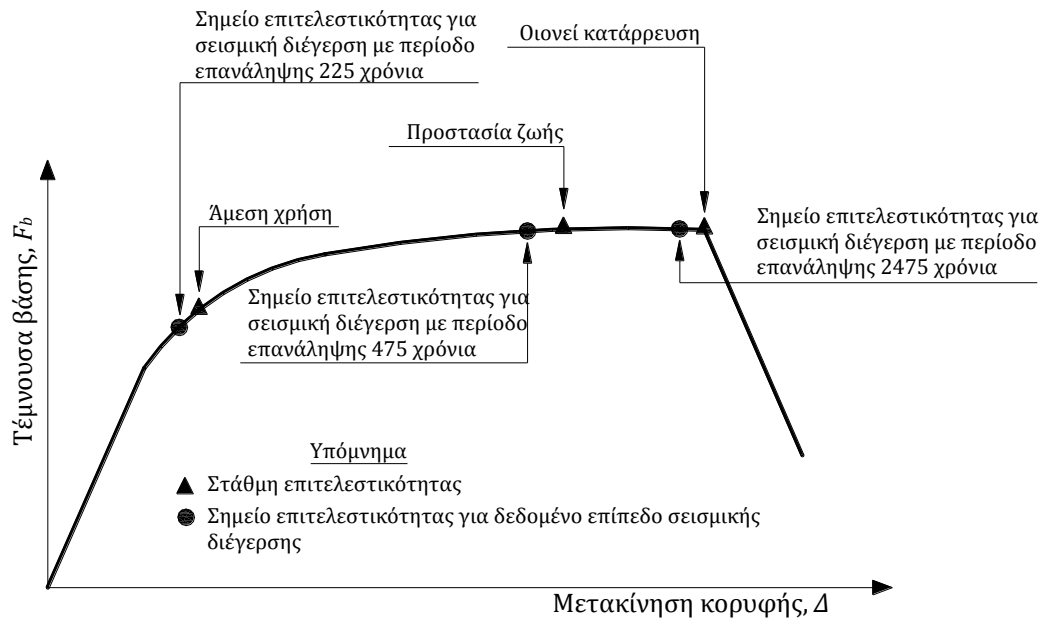 Σημείο επιτελεστικότητας για
σεισμική διέγερση με περίοδο
επανάληψης 225 χρόνια
Οιονεί κατάρρευση
Προστασία ζωής
Άμεση χρήση
Σημείο επιτελεστικότητας για
σεισμική διέγερση με περίοδο
επανάληψης 2475 χρόνια
Σημείο επιτελεστικότητας για
σεισμική διέγερση με περίοδο
επανάληψης 475 χρόνια
Τέμνουσα βάσης, Fb
Υπόμνημα
Στάθμη επιτελεστικότητας
Σημείο επιτελεστικότητας για δεδομένο επίπεδο σεισμικής
διέγερσης
Μετακίνηση κορυφής, Δ